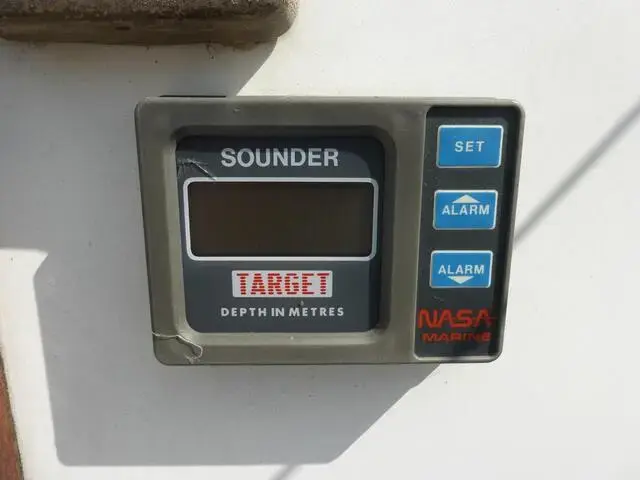 SOUNDER
TARGET
DEPTH IN METRES
SET
ALARM
ALARM
NASA
MARINE